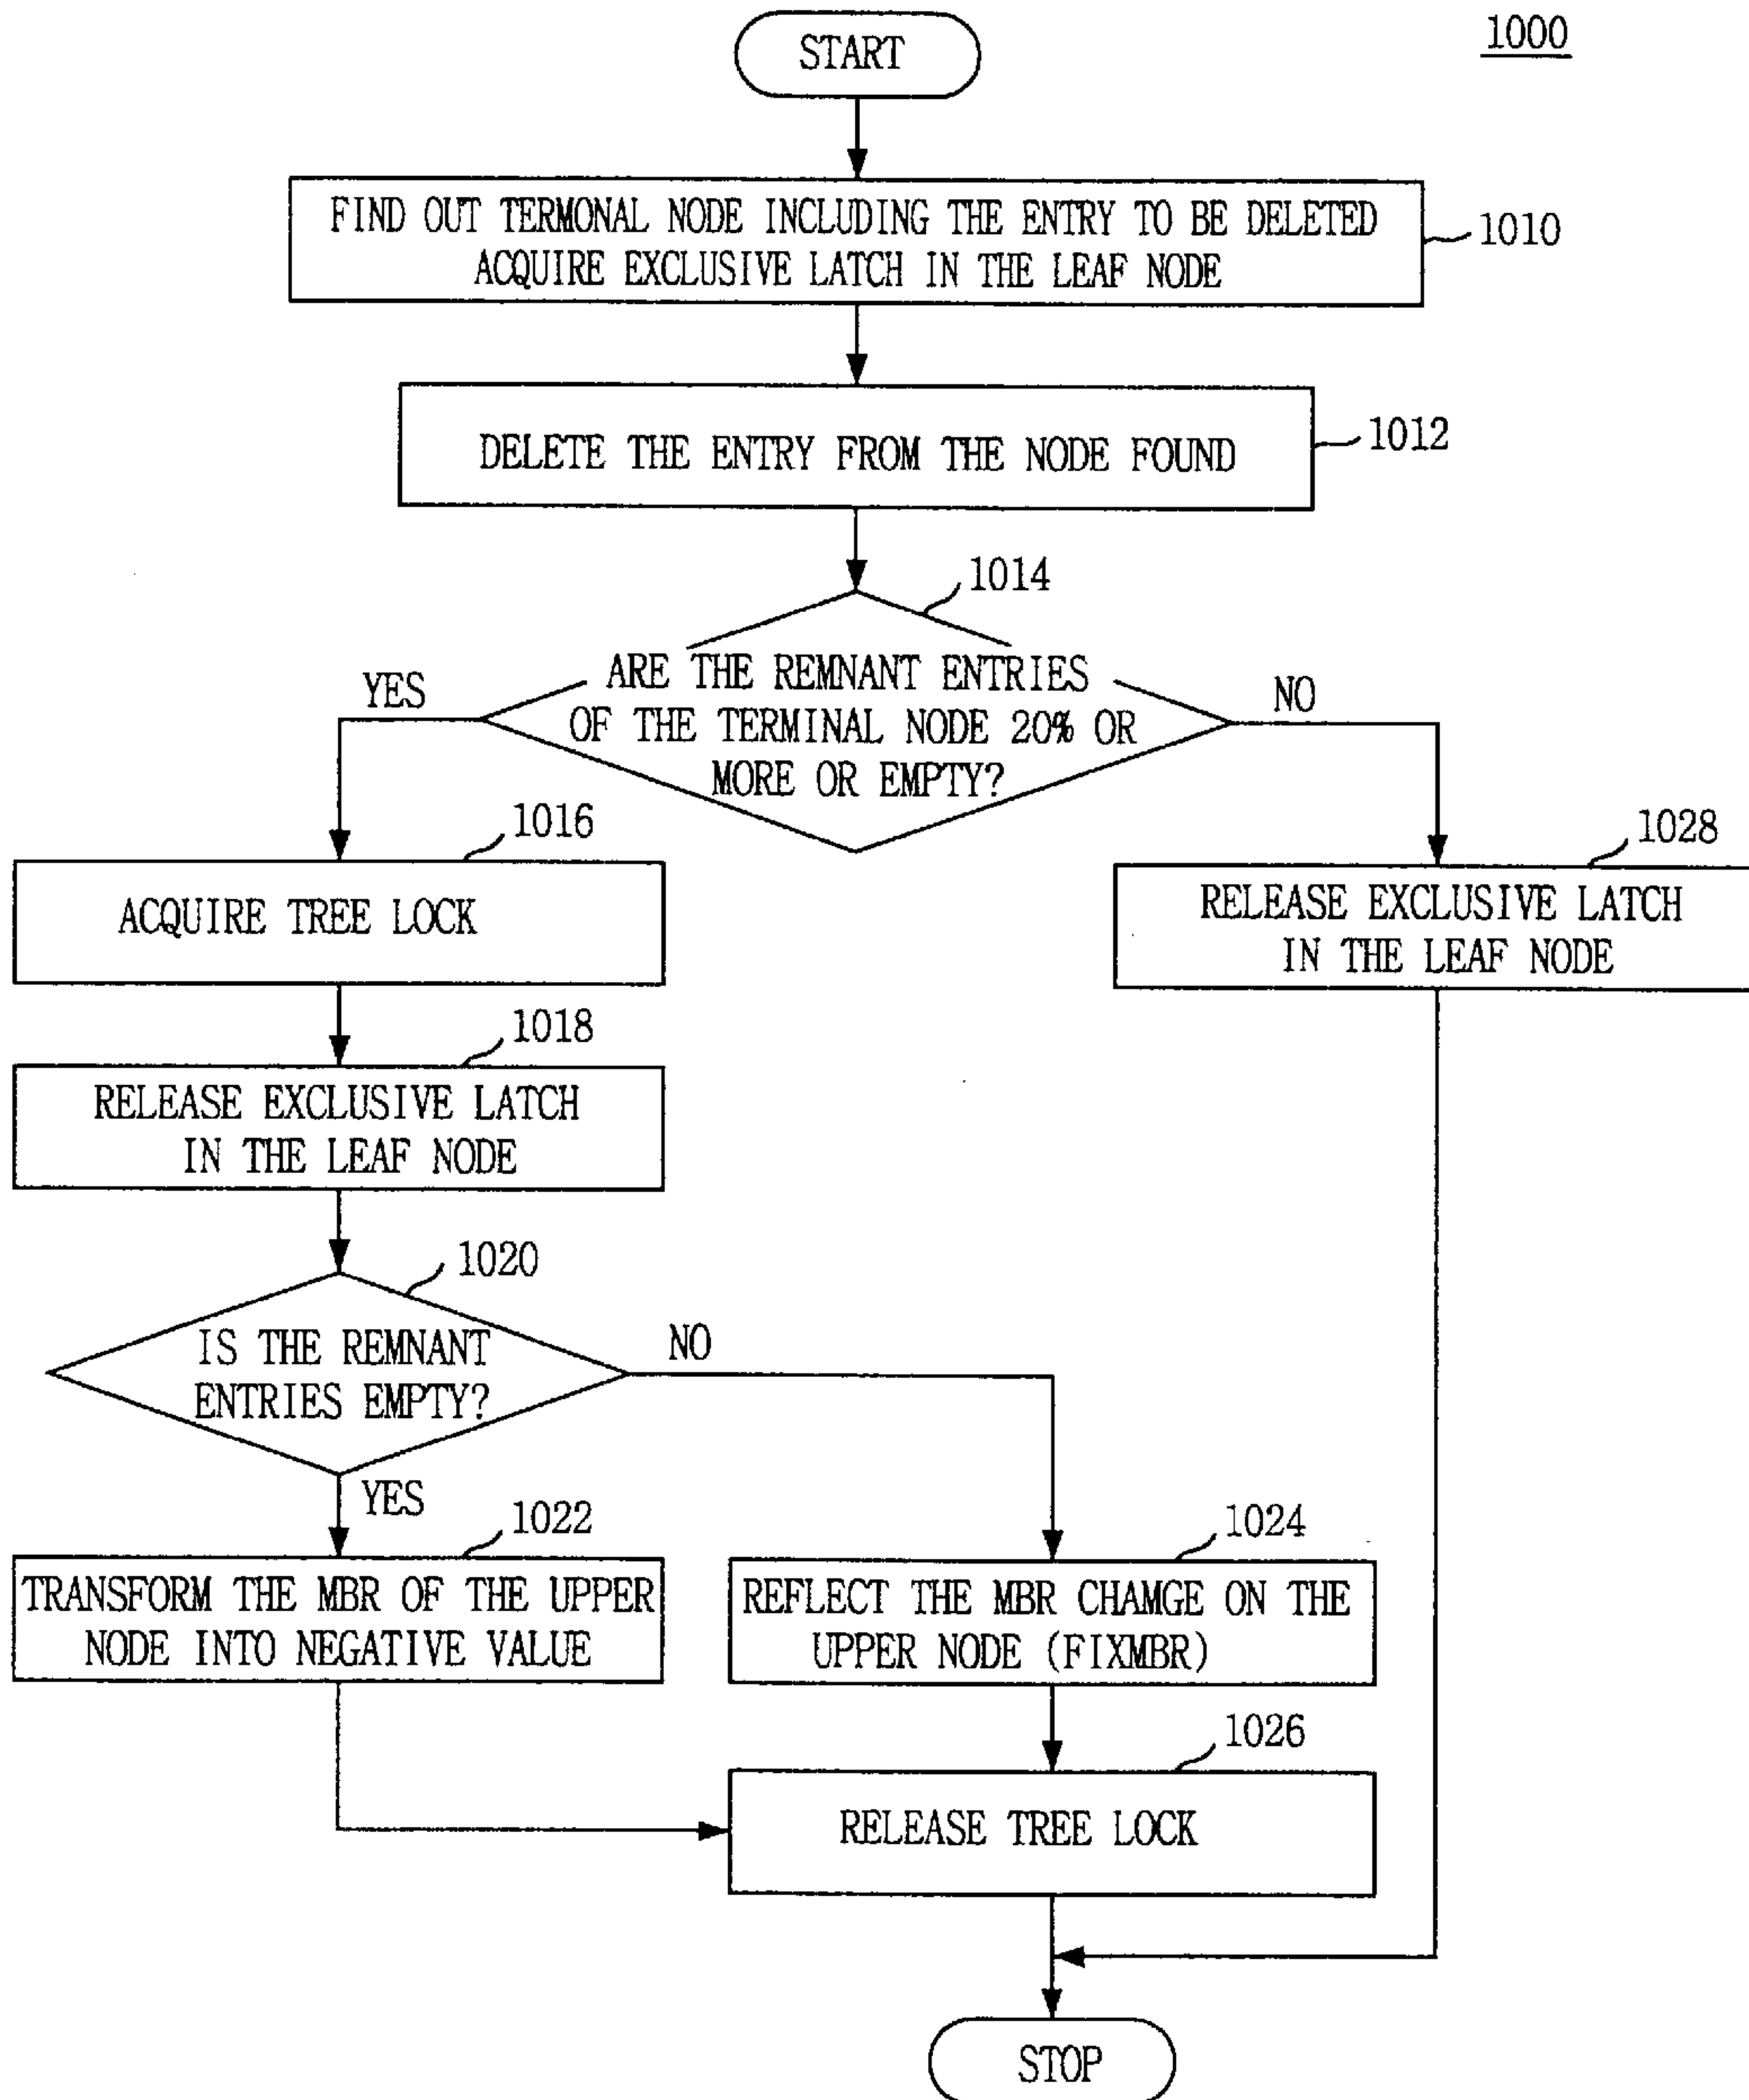 1000
START
FIND OUT TERMONAL NODE INCLUDING THE ENTRY TO BE DELETED
ACQUIRE EXCLUSIVE LATCH IN THE LEAF NODE
1010
DELETE THE ENTRY FROM THE NODE FOUND
1012
1014
ARE THE REMNANT ENTRIES
OF THE TERMINAL NODE 20% OR
MORE OR EMPTY?
YES
NO
1016
ACQUIRE TREE LOCK
1028
RELEASE EXCLUSIVE LATCH
IN THE LEAF NODE
1018
RELEASE EXCLUSIVE LATCH
IN THE LEAF NODE
1020
IS THE REMNANT
ENTRIES EMPTY?
NO
YES
1022
TRANSFORM THE MBR OF THE UPPER
NODE INTO NEGATIVE VALUE
1024
REFLECT THE MBR CHAMGE ON THE
UPPER NODE (FIXMBR)
1026
RELEASE TREE LOCK
STOP